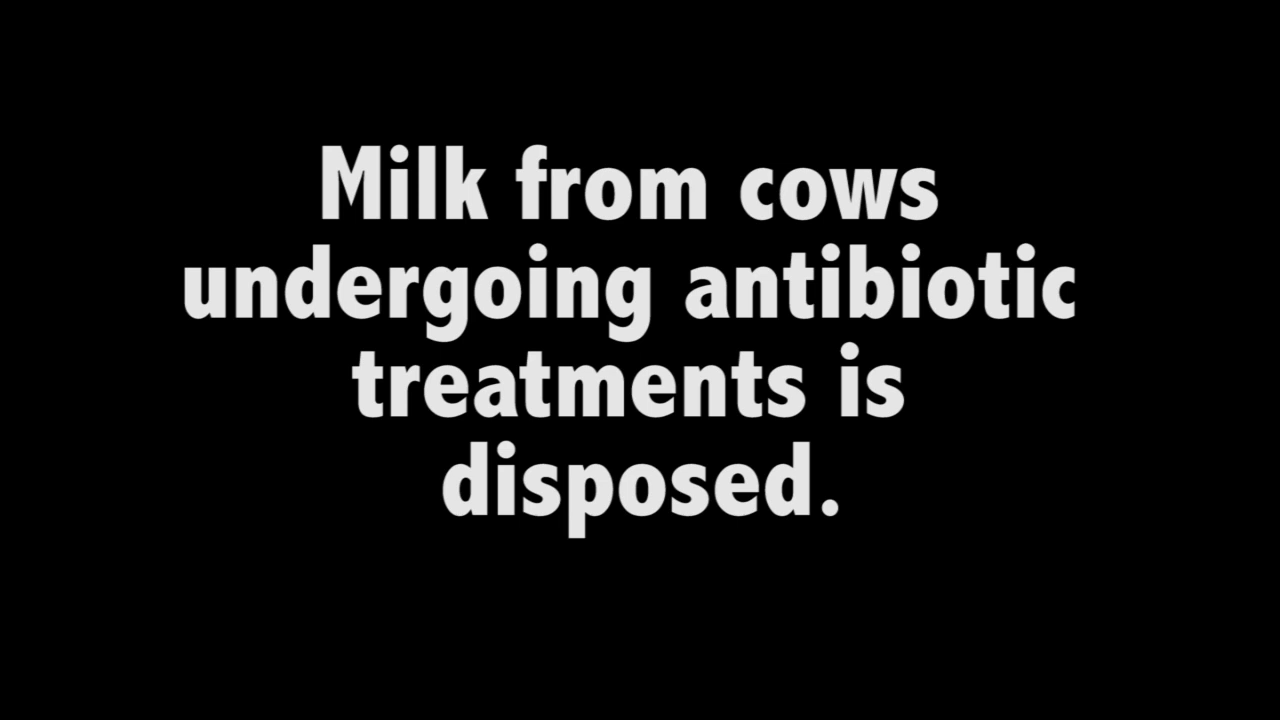 Milk from cows
undergoing antibiotic
treatments is
disposed.